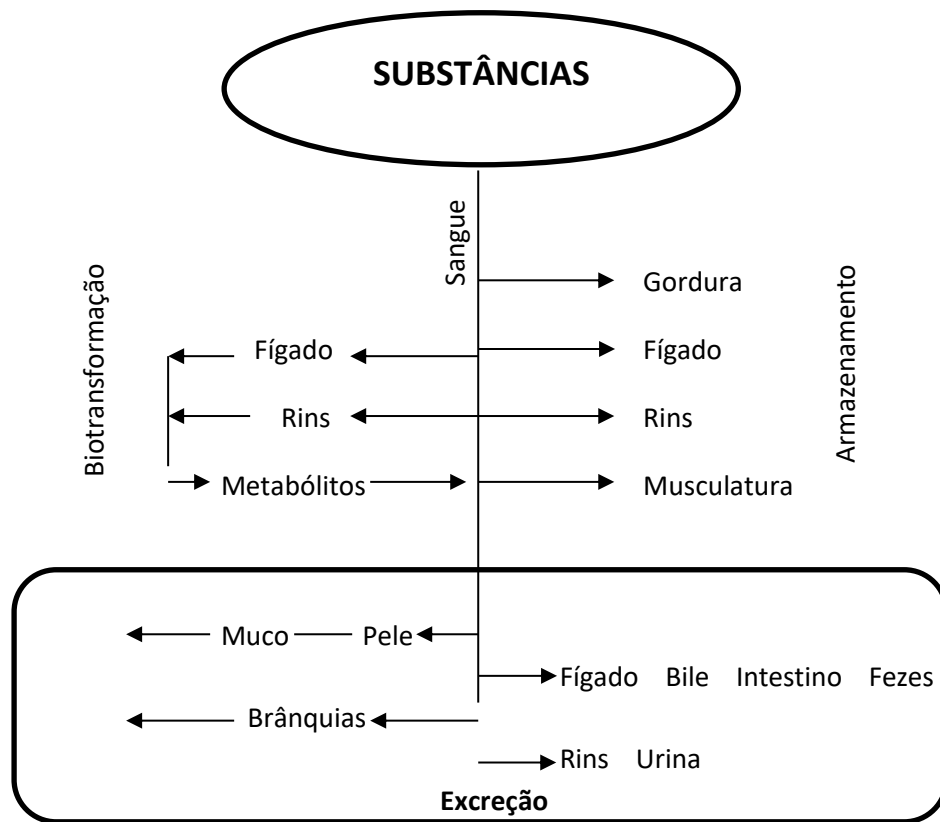 SUBSTÂNCIAS
Sangue
Biotransformação
Armazenamento
Gordura
Fígado
Fígado
Rins
Rins
Metabólitos
Musculatura
Muco Pele
Fígado Bile Intestino Fezes
Brânquias
Rins Urina
Excreção